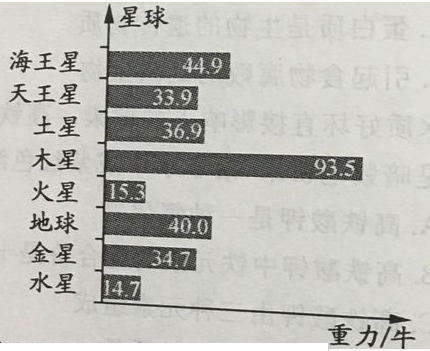 星球
海王星 44.9
天王星 33.9
土星 36.9
木星 93.5
火星 15.3
地球 40.0
金星 34.7
水星 14.7
重力/牛